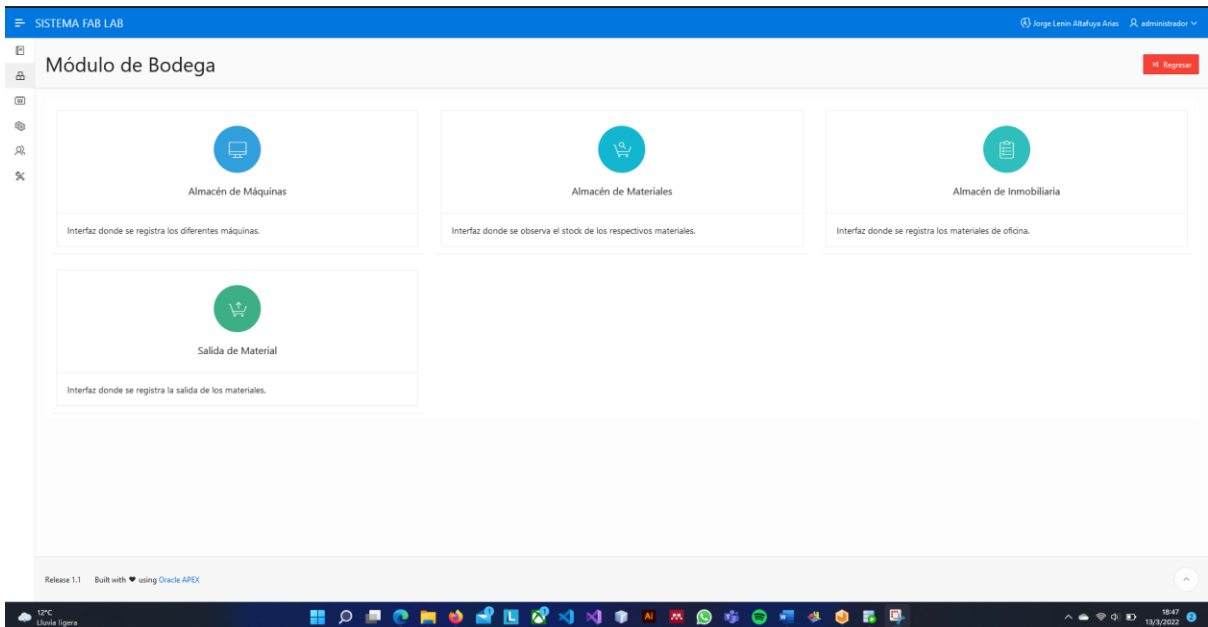 SISTEMA FAB LAB
Jorge Lenin Altafuya Arias administrador
Módulo de Bodega
Regresar
Almacén de Máquinas
Interfaz donde se registra los diferentes máquinas.
Almacén de Materiales
Interfaz donde se observa el stock de los respectivos materiales.
Almacén de Inmobiliaria
Interfaz donde se registra los materiales de oficina.
Salida de Material
Interfaz donde se registra la salida de los materiales.
Release 1.1 Built with ♥ using Oracle APEX
12°C
Lluvia ligera
L
Ai
18:47
13/3/2022
2